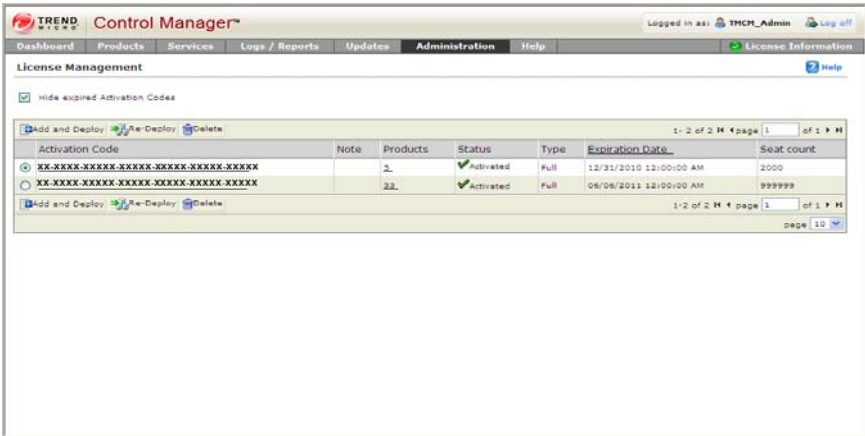 TREND MICRO Control Manager™ Logged in as: TMCM_Admin Log off
Dashboard Products Services Logs / Reports Updates Administration Help License Information
License Management Help
Hide expired Activation Codes
Add and Deploy Re-Deploy Delete 1- 2 of 2 page 1 of 1
Activation Code Note Products Status Type Expiration Date Seat count
XX-XXXX-XXXXX-XXXXX-XXXXX-XXXXX-XXXXX Activated Full 12/31/2010 12:00:00 AM 2000
XX-XXXX-XXXXX-XXXXX-XXXXX-XXXXX-XXXXX Activated Full 06/06/2011 12:00:00 AM 999999
Add and Deploy Re-Deploy Delete 1-2 of 2 page 1 of 1
page 10